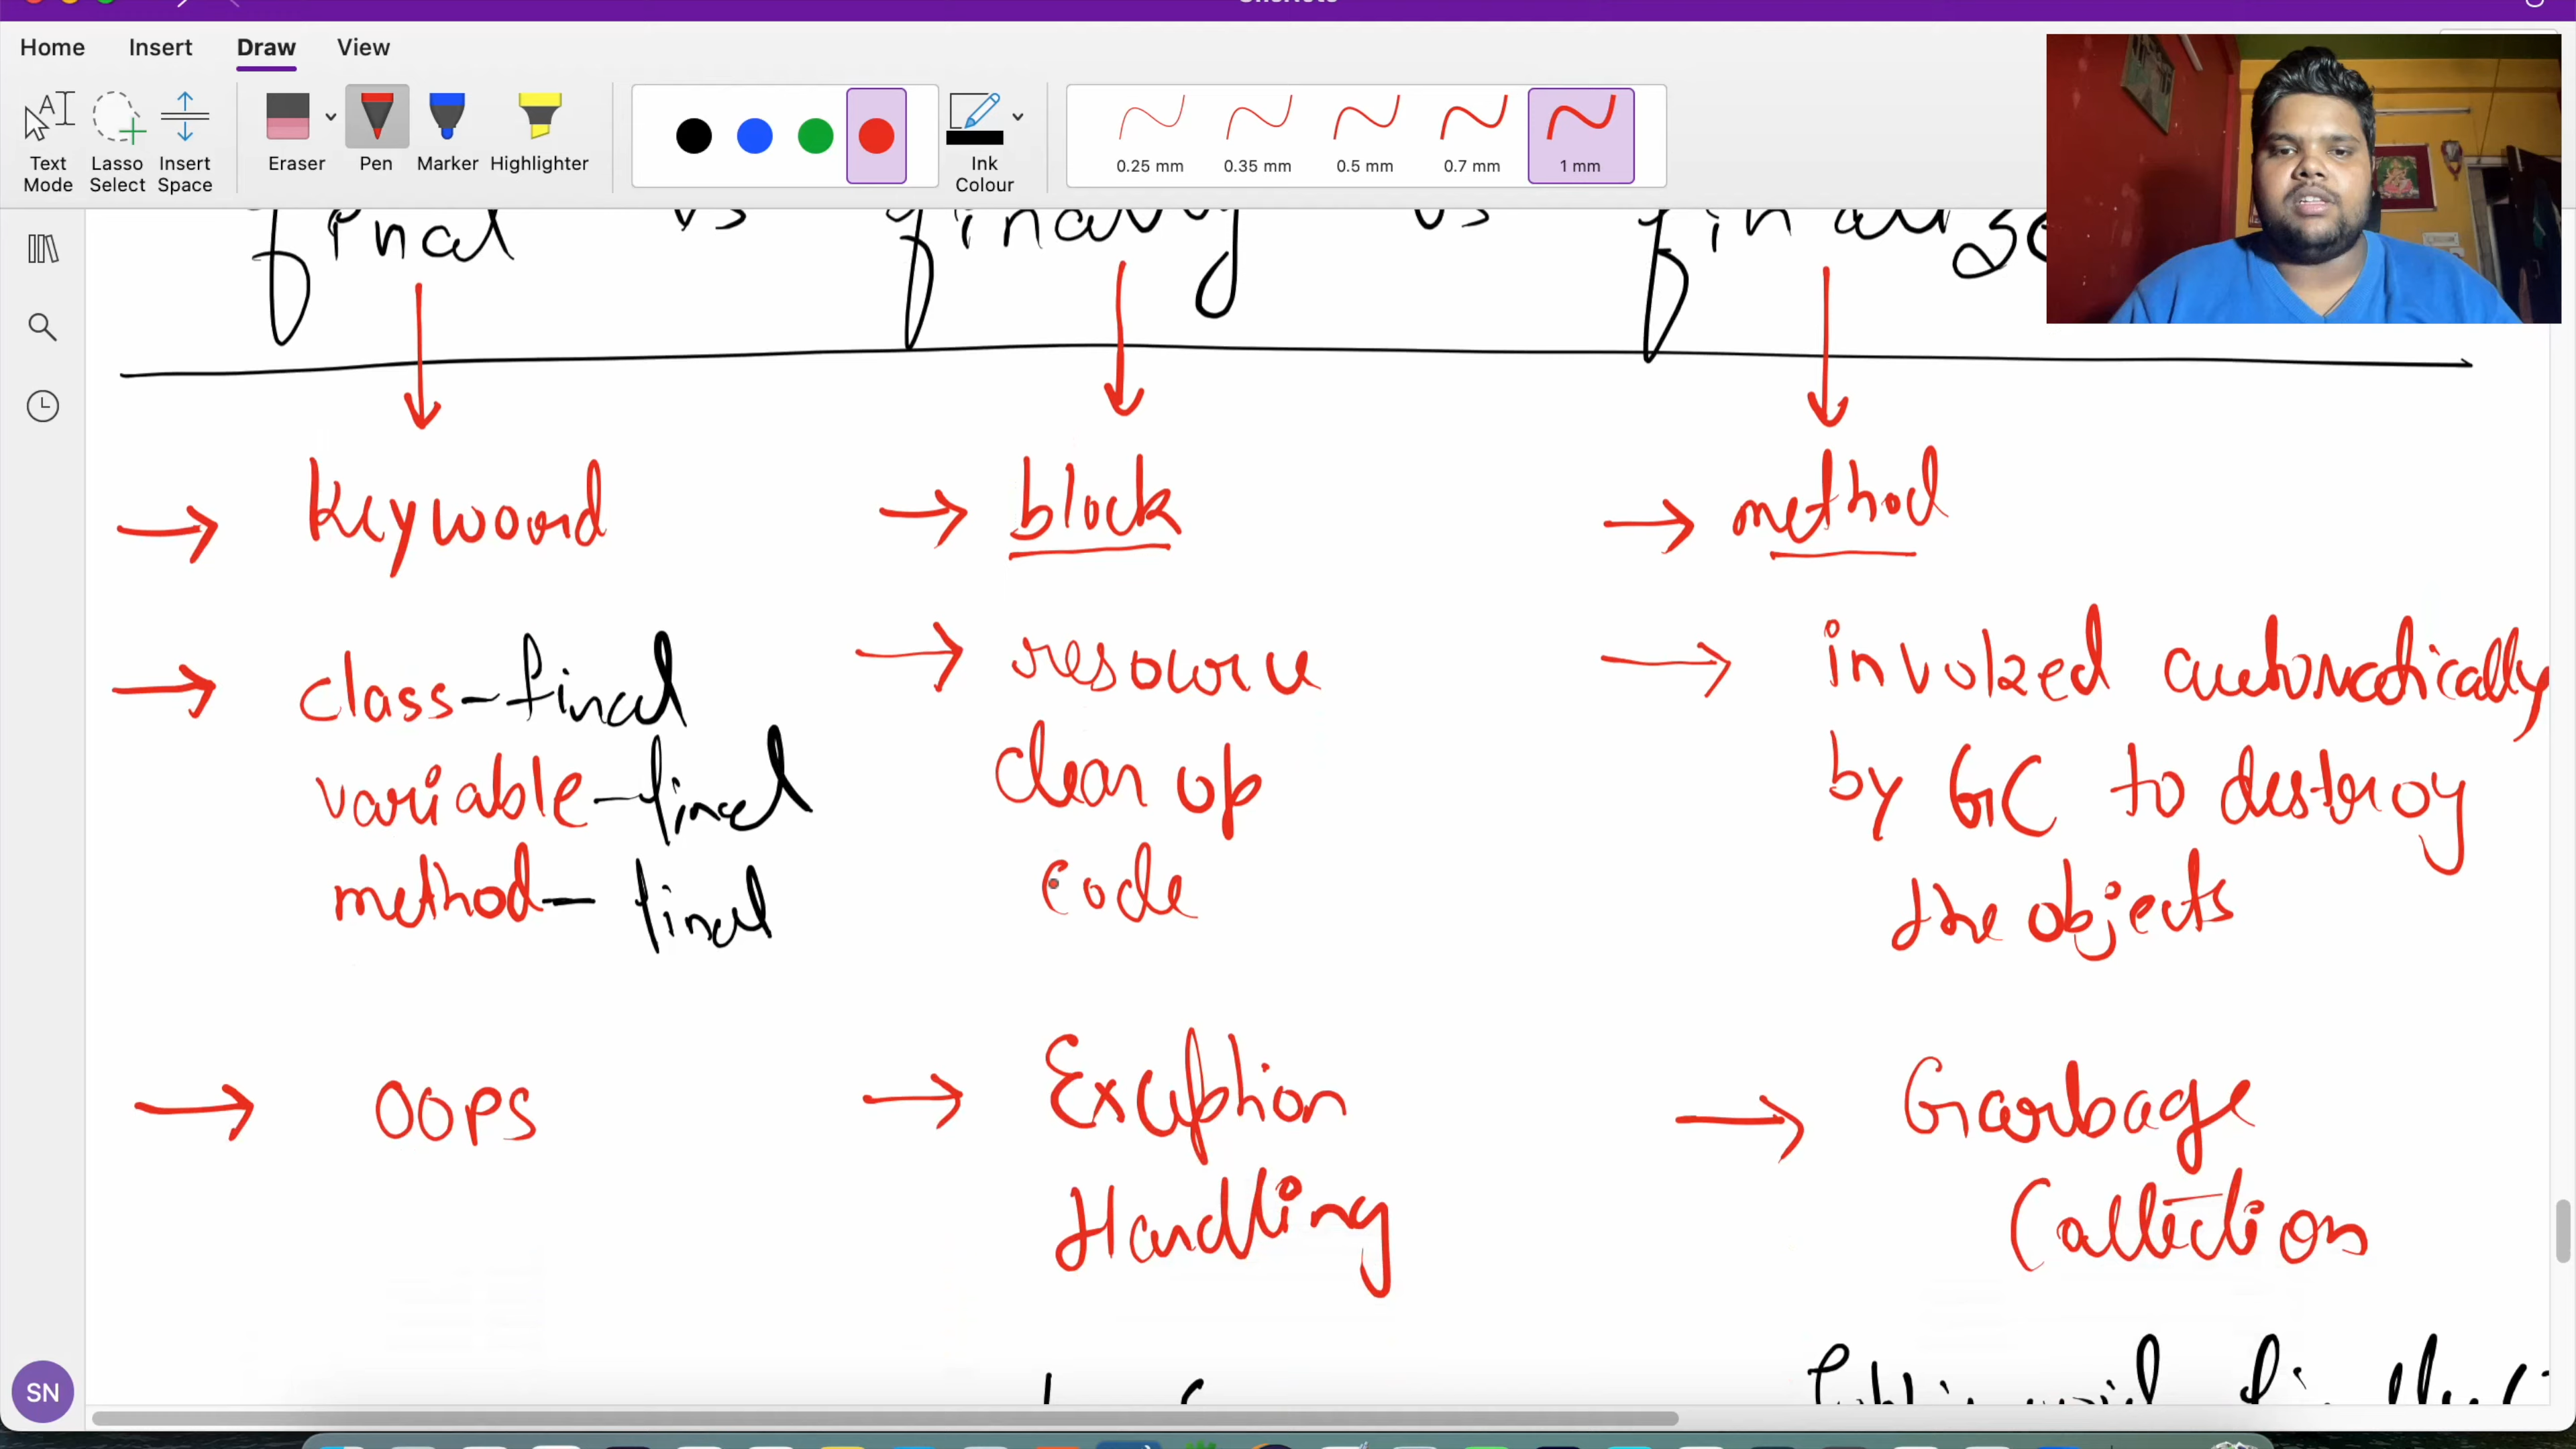 Home Insert Draw View
Text Mode
Lasso Select
Insert Space
Eraser
Pen
Marker
Highlighter
Ink Colour
0.25 mm
0.35 mm
0.5 mm
0.7 mm
1 mm
final vs finally vs
keyword
block
method
class - final
variable - final
method - final
resource
clean up
code
invoked automatically
by GC to destroy
the objects
OOPS
Exception
Handling
Garbage
Collection
SN